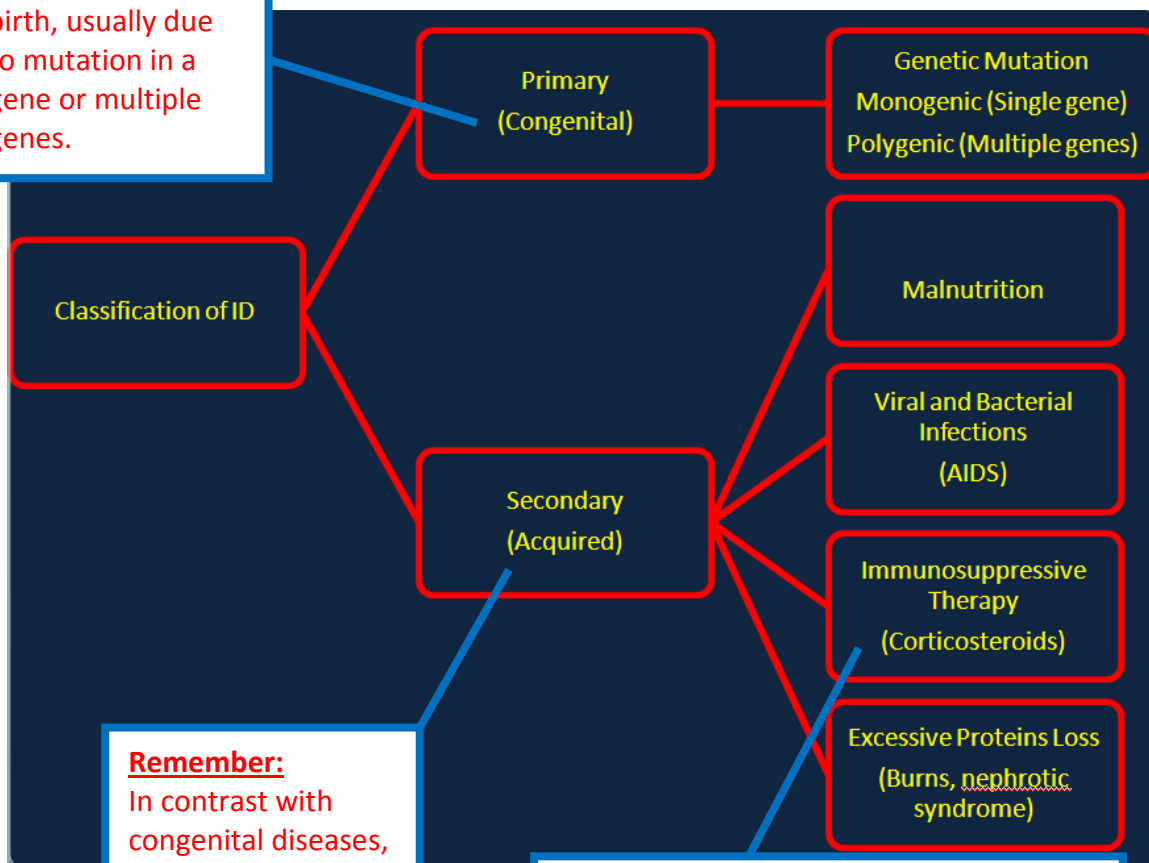 birth, usually due
to mutation in a
gene or multiple
genes.
Primary
(Congenital)
Genetic Mutation
Monogenic (Single gene)
Polygenic (Multiple genes)
Classification of ID
Malnutrition
Viral and Bacterial
Infections
(AIDS)
Secondary
(Acquired)
Immunosuppressive
Therapy
(Corticosteroids)
Excessive Proteins Loss
(Burns, nephrotic
syndrome)
Remember:
In contrast with
congenital diseases,